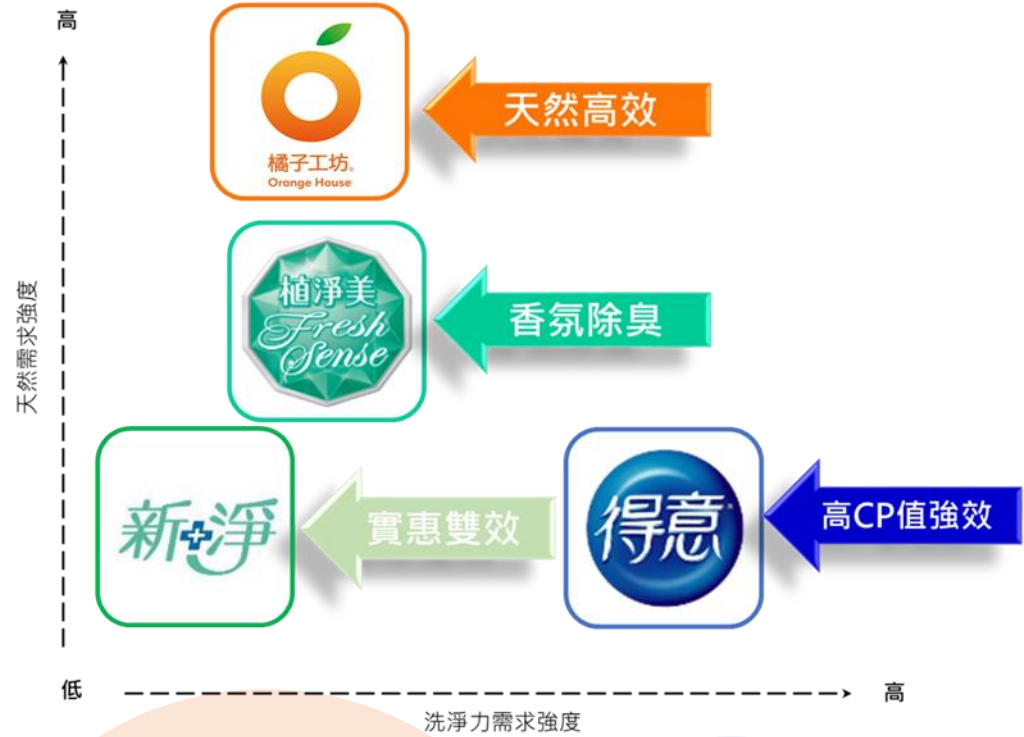 高
橘子工坊®
Orange House
天然高效
植淨美
Fresh
Sense
香氛除臭
天然需求強度
新淨
實惠雙效
得意
高CP值強效
低
高
洗淨力需求強度